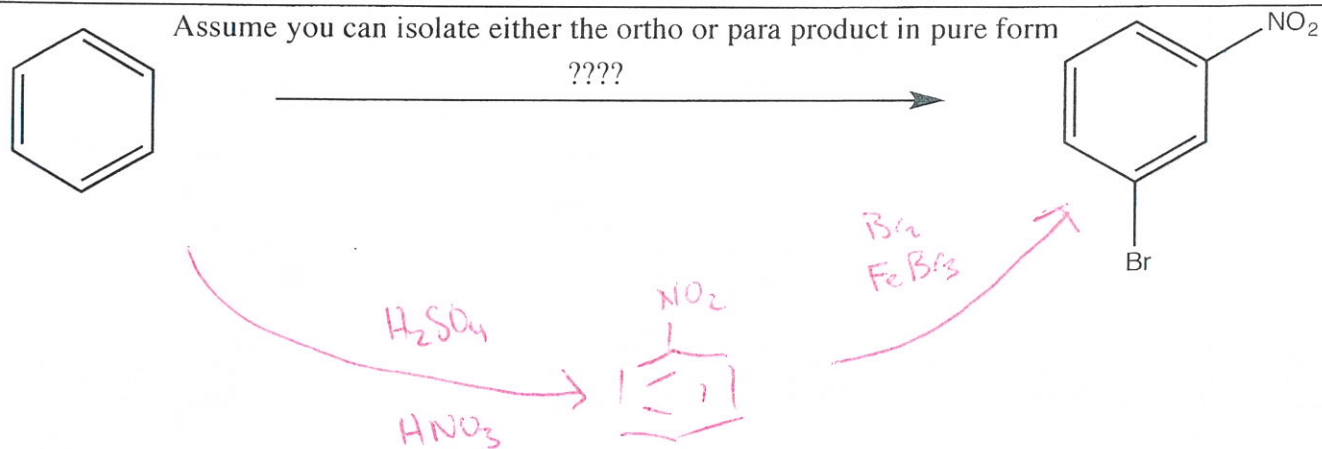 Assume you can isolate either the ortho or para product in pure form
????
NO2
Br
H2SO4
HNO3
NO2
Br2
FeBr3